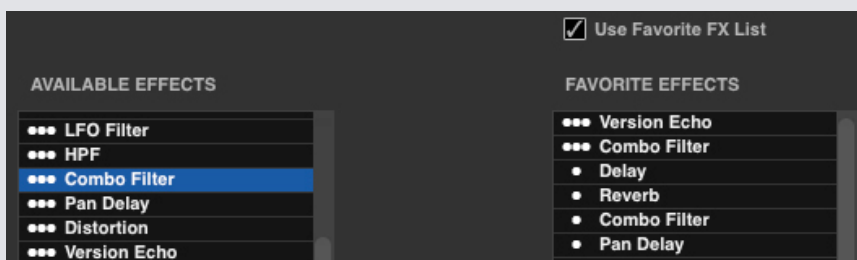 Use Favorite FX List
AVAILABLE EFFECTS
LFO Filter
HPF
Combo Filter
Pan Delay
Distortion
Version Echo
FAVORITE EFFECTS
Version Echo
Combo Filter
Delay
Reverb
Combo Filter
Pan Delay